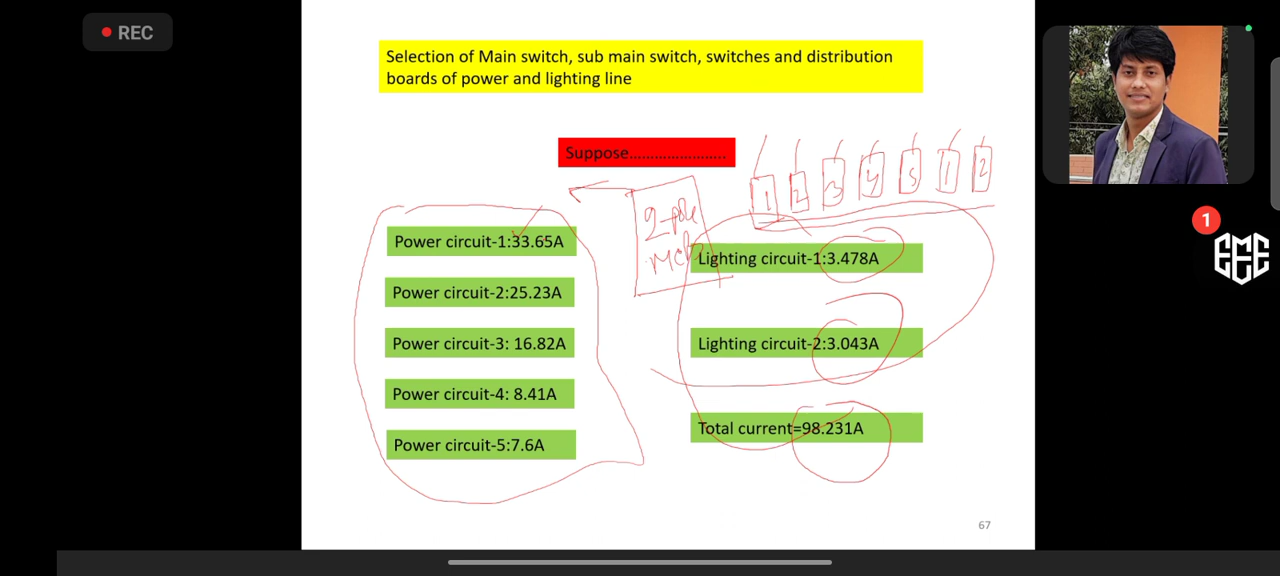 REC
Selection of Main switch, sub main switch, switches and distribution
boards of power and lighting line
Suppose......................
1 2 3 4 5 1 2
2-pole
Power circuit-1:33.65A
Power circuit-2:25.23A
Power circuit-3: 16.82A
Power circuit-4: 8.41A
Power circuit-5:7.6A
Lighting circuit-1:3.478A
Lighting circuit-2:3.043A
Total current=98.231A
67
1
EEE